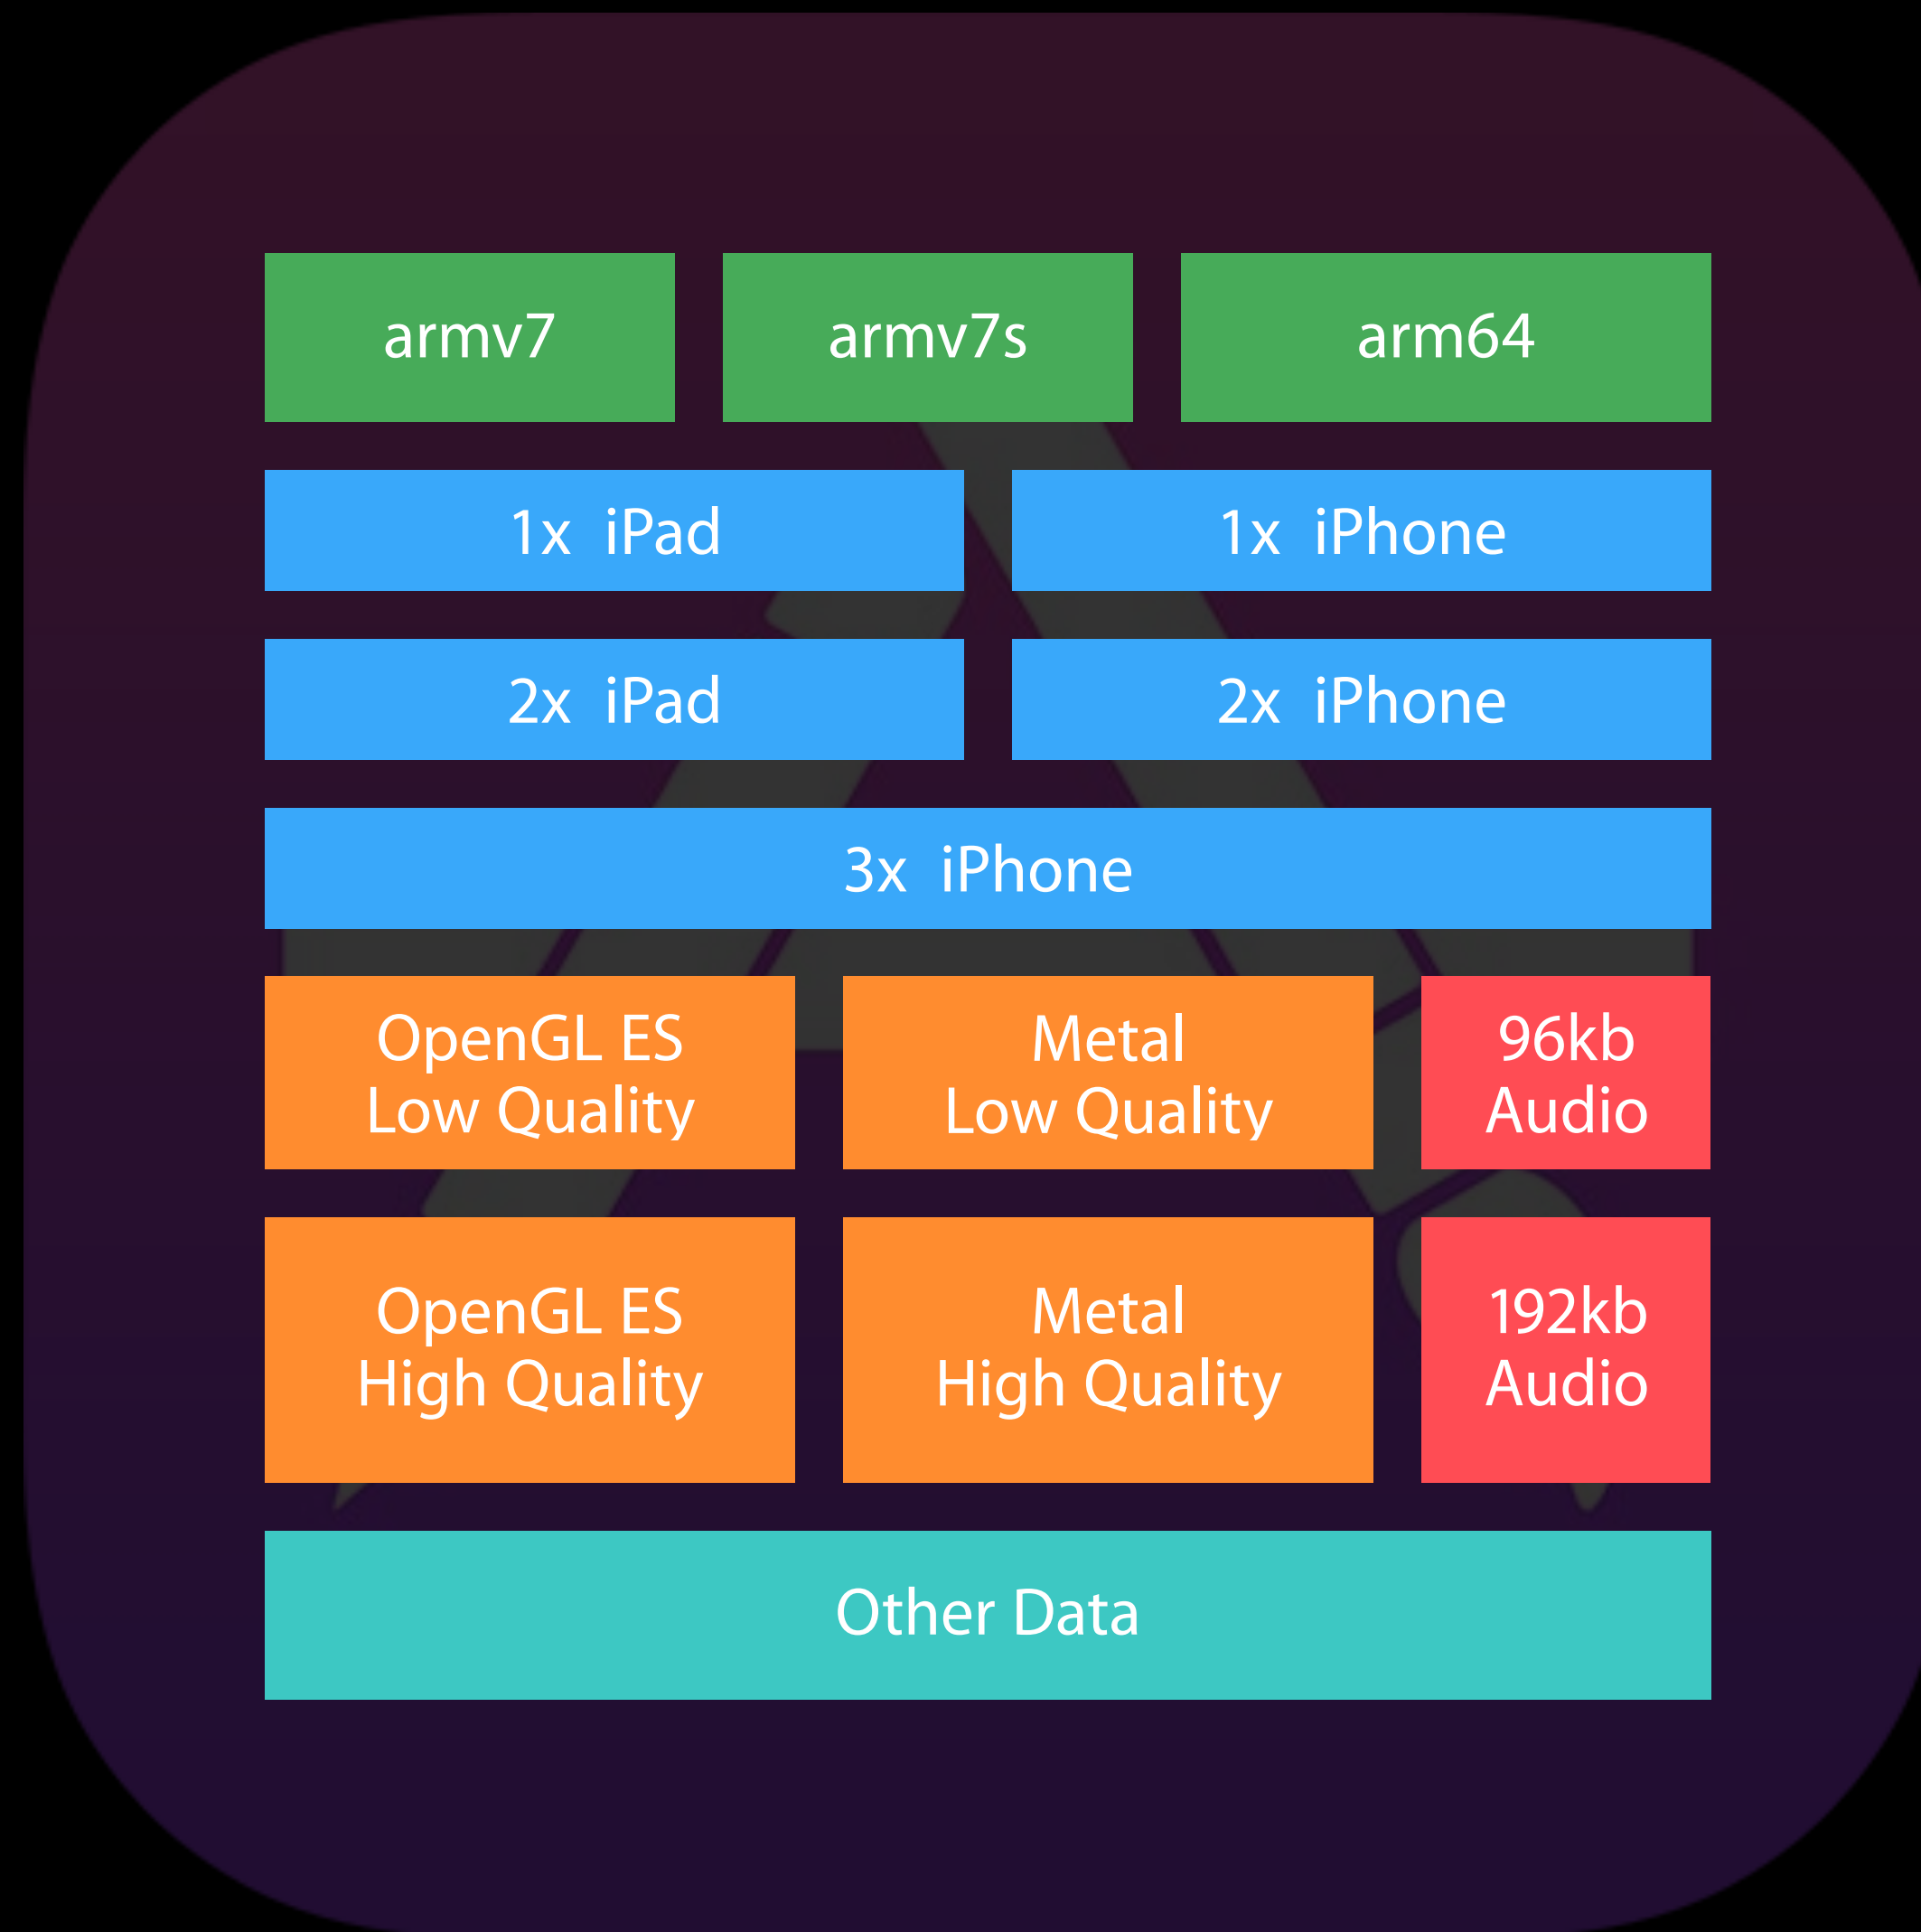 armv7
armv7s
arm64
1x iPad
1x iPhone
2x iPad
2x iPhone
3x iPhone
OpenGL ES
Low Quality
Metal
Low Quality
96kb
Audio
OpenGL ES
High Quality
Metal
High Quality
192kb
Audio
Other Data